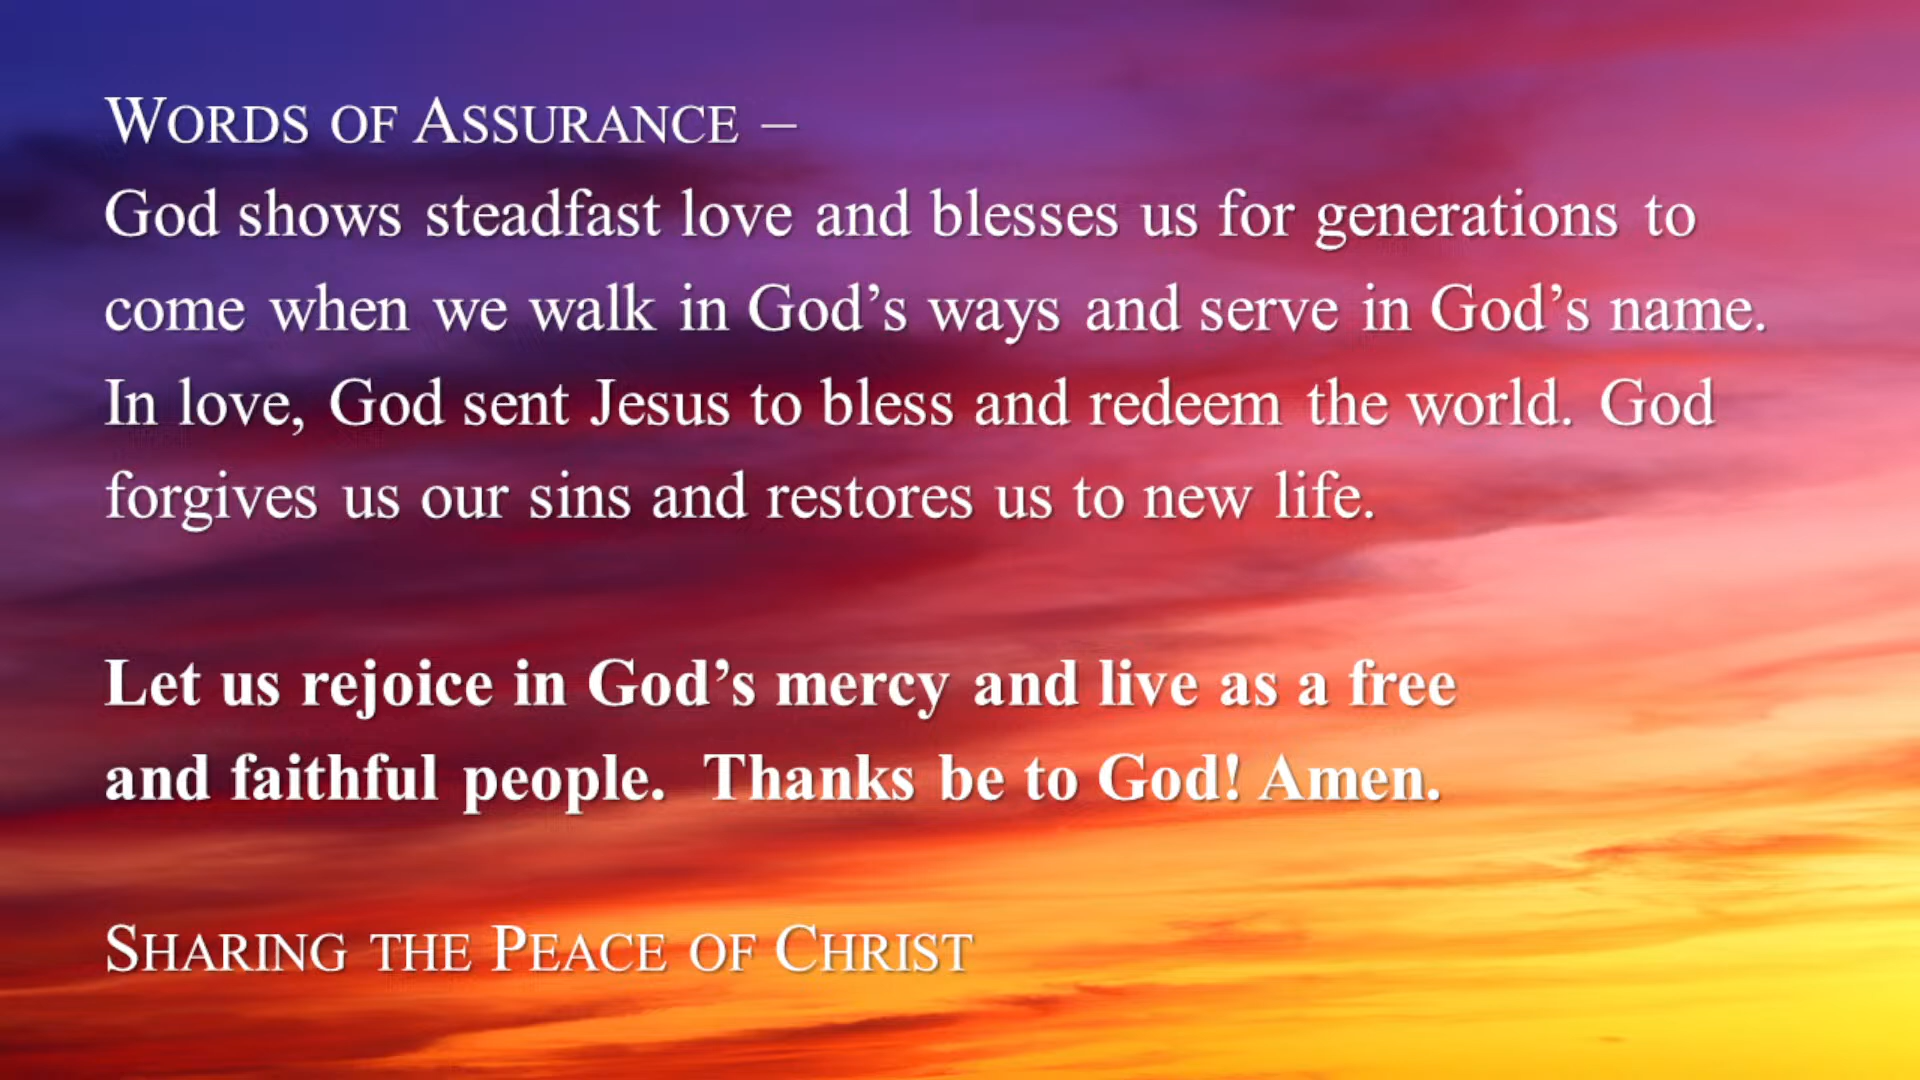 WORDS OF ASSURANCE –
God shows steadfast love and blesses us for generations to
come when we walk in God’s ways and serve in God’s name.
In love, God sent Jesus to bless and redeem the world. God
forgives us our sins and restores us to new life.
Let us rejoice in God’s mercy and live as a free
and faithful people. Thanks be to God! Amen.
SHARING THE PEACE OF CHRIST